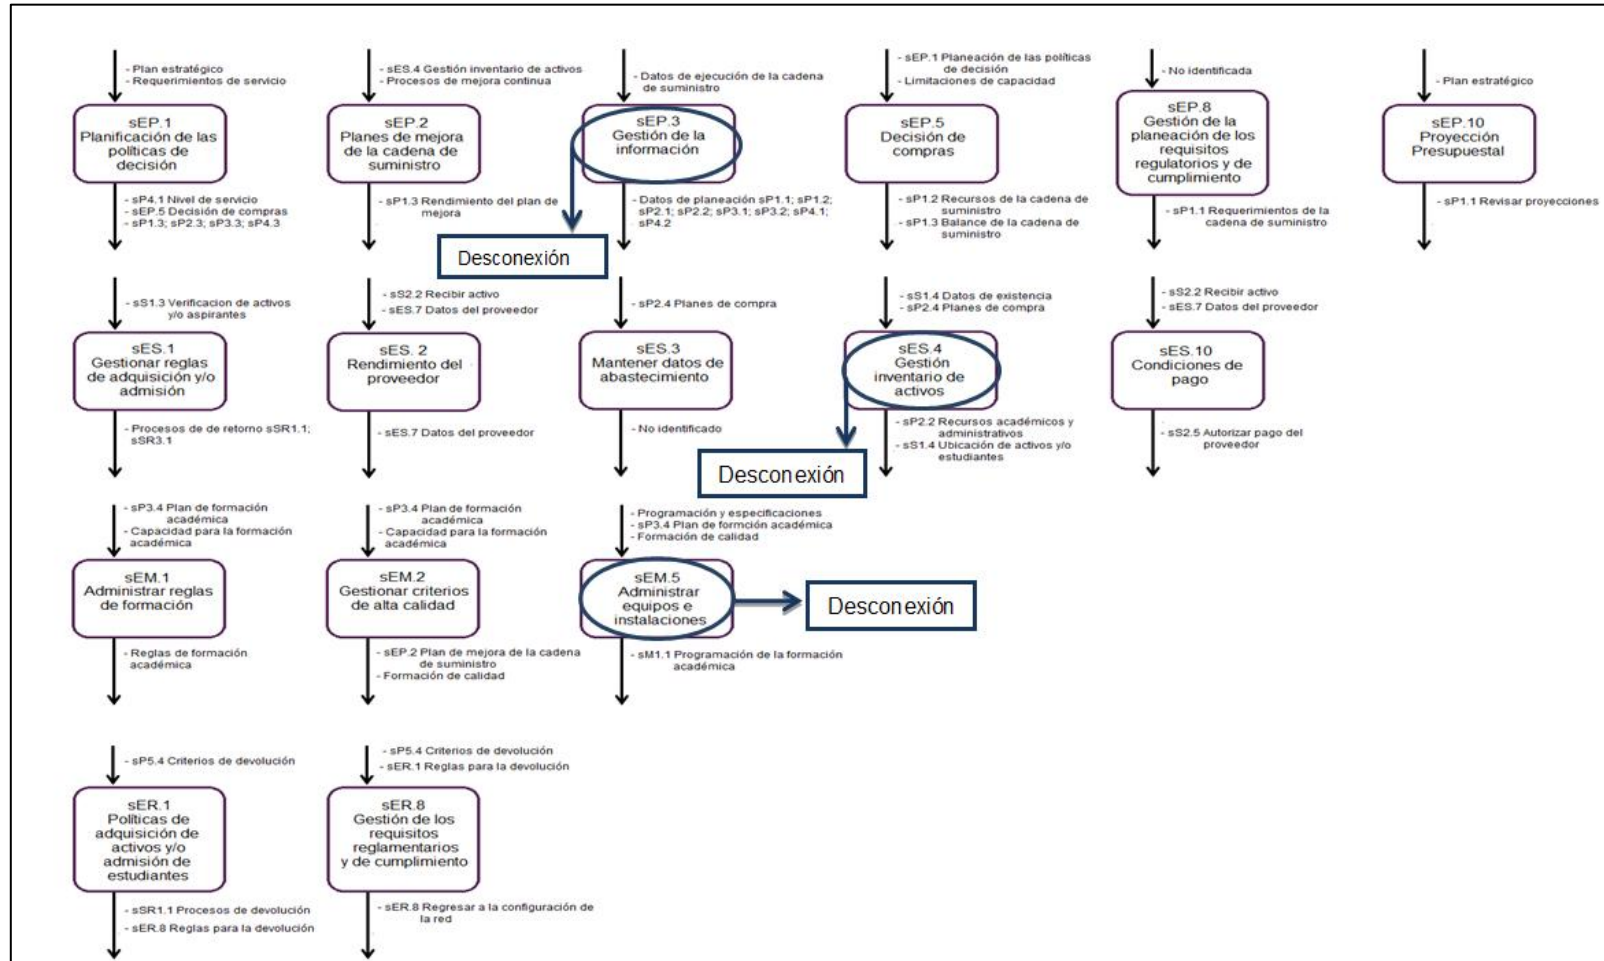 - Plan estratégico
- Requerimientos de servicio
sEP.1
Planificación de las
políticas de
decisión
- sP4.1 Nivel de servicio
- sEP.5 Decisión de compras
- sP1.3; sP2.3; sP3.3; sP4.3
- sES.4 Gestión inventario de activos
- Procesos de mejora continua
sEP.2
Planes de mejora
de la cadena de
suministro
- sP1.3 Rendimiento del plan de
mejora
- Datos de ejecución de la cadena
de suministro
sEP.3
Gestión de la
información
- Datos de planeación sP1.1; sP1.2;
sP2.1; sP2.2; sP3.1; sP3.2; sP4.1;
sP4.2
Desconexión
- sEP.1 Planeación de las políticas
de decisión
- Limitaciones de capacidad
sEP.5
Decisión de
compras
- sP1.2 Recursos de la cadena de
suministro
- sP1.3 Balance de la cadena de
suministro
- No identificada
sEP.8
Gestión de la
planeación de los
requisitos
regulatorios y de
cumplimiento
- sP1.1 Requerimientos de la
cadena de suministro
- Plan estratégico
sEP.10
Proyección
Presupuestal
- sP1.1 Revisar proyecciones
- sS1.3 Verificacion de activos
y/o aspirantes
sES.1
Gestionar reglas
de adquisición y/o
admisión
- Procesos de de retorno sSR1.1;
sSR3.1
- sS2.2 Recibir activo
- sES.7 Datos del proveedor
sES. 2
Rendimiento del
proveedor
- sES.7 Datos del proveedor
- sP2.4 Planes de compra
sES.3
Mantener datos de
abastecimiento
- No identificado
- sS1.4 Datos de existencia
- sP2.4 Planes de compra
sES.4
Gestión
inventario de
activos
- sP2.2 Recursos académicos y
administrativos
- sS1.4 Ubicación de activos y/o
estudiantes
Desconexión
- sS2.2 Recibir activo
- sES.7 Datos del proveedor
sES.10
Condiciones de
pago
- sS2.5 Autorizar pago del
proveedor
- sP3.4 Plan de formación
académica
- Capacidad para la formación
académica
sEM.1
Administrar reglas
de formación
- Reglas de formación
académica
- sP3.4 Plan de formación
académica
- Capacidad para la formación
académica
sEM.2
Gestionar criterios
de alta calidad
- sEP.2 Plan de mejora de la cadena
de suministro
- Formación de calidad
- Programación y especificaciones
- sP3.4 Plan de formción académica
- Formación de calidad
sEM.5
Administrar
equipos e
instalaciones
- sM1.1 Programación de la formación
académica
Desconexión
- sP5.4 Criterios de devolución
sER.1
Políticas de
adquisición de
activos y/o
admisión de
estudiantes
- sSR1.1 Procesos de devolución
- sER.8 Reglas para la devolución
- sP5.4 Criterios de devolución
- sER.1 Reglas para la devolución
sER.8
Gestión de los
requisitos
reglamentarios
y de cumplimiento
- sER.8 Regresar a la configuración de
la red